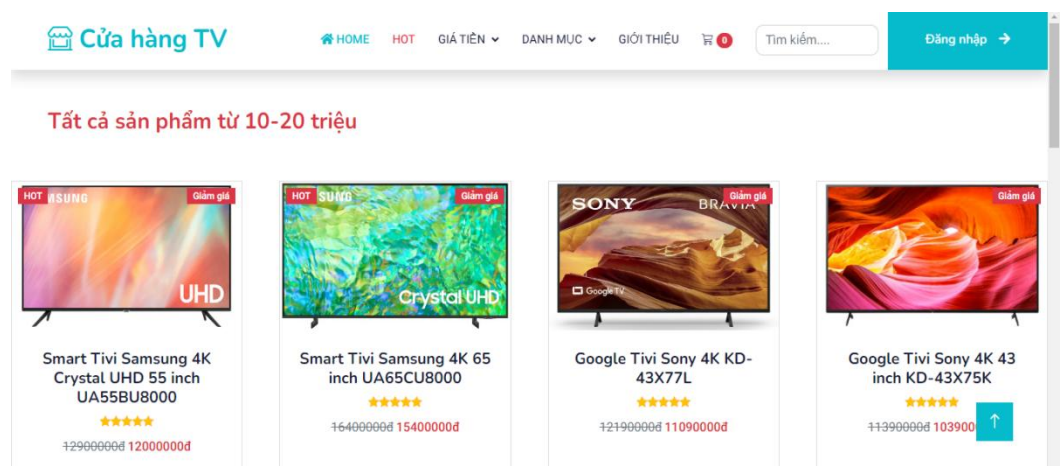 Cửa hàng TV
HOME HOT GIÁ TIỀN DANH MỤC GIỚI THIỆU 0 Tìm kiếm.... Đăng nhập
Tất cả sản phẩm từ 10-20 triệu
HOT Giảm giá
UHD
Smart Tivi Samsung 4K
Crystal UHD 55 inch
UA55BU8000
12900000đ 12000000đ
HOT Giảm giá
Crystal UHD
Smart Tivi Samsung 4K 65
inch UA65CU8000
16400000đ 15400000đ
SONY BRAVIA Giảm giá
Google TV
Google Tivi Sony 4K KD-
43X77L
12190000đ 11090000đ
Giảm giá
Google Tivi Sony 4K 43
inch KD-43X75K
11390000đ 103900